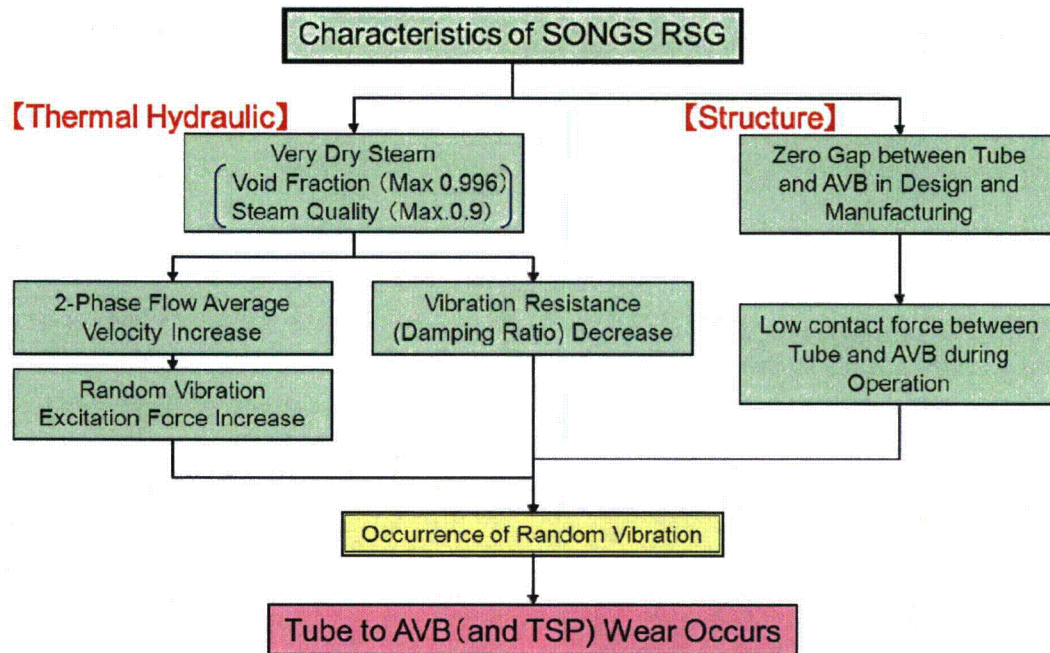 Characteristics of SONGS RSG
【Thermal Hydraulic】
Very Dry Steam
Void Fraction (Max 0.996)
Steam Quality (Max.0.9)
2-Phase Flow Average
Velocity Increase
Random Vibration
Excitation Force Increase
Vibration Resistance
(Damping Ratio) Decrease
【Structure】
Zero Gap between Tube
and AVB in Design and
Manufacturing
Low contact force between
Tube and AVB during
Operation
Occurrence of Random Vibration
Tube to AVB (and TSP) Wear Occurs